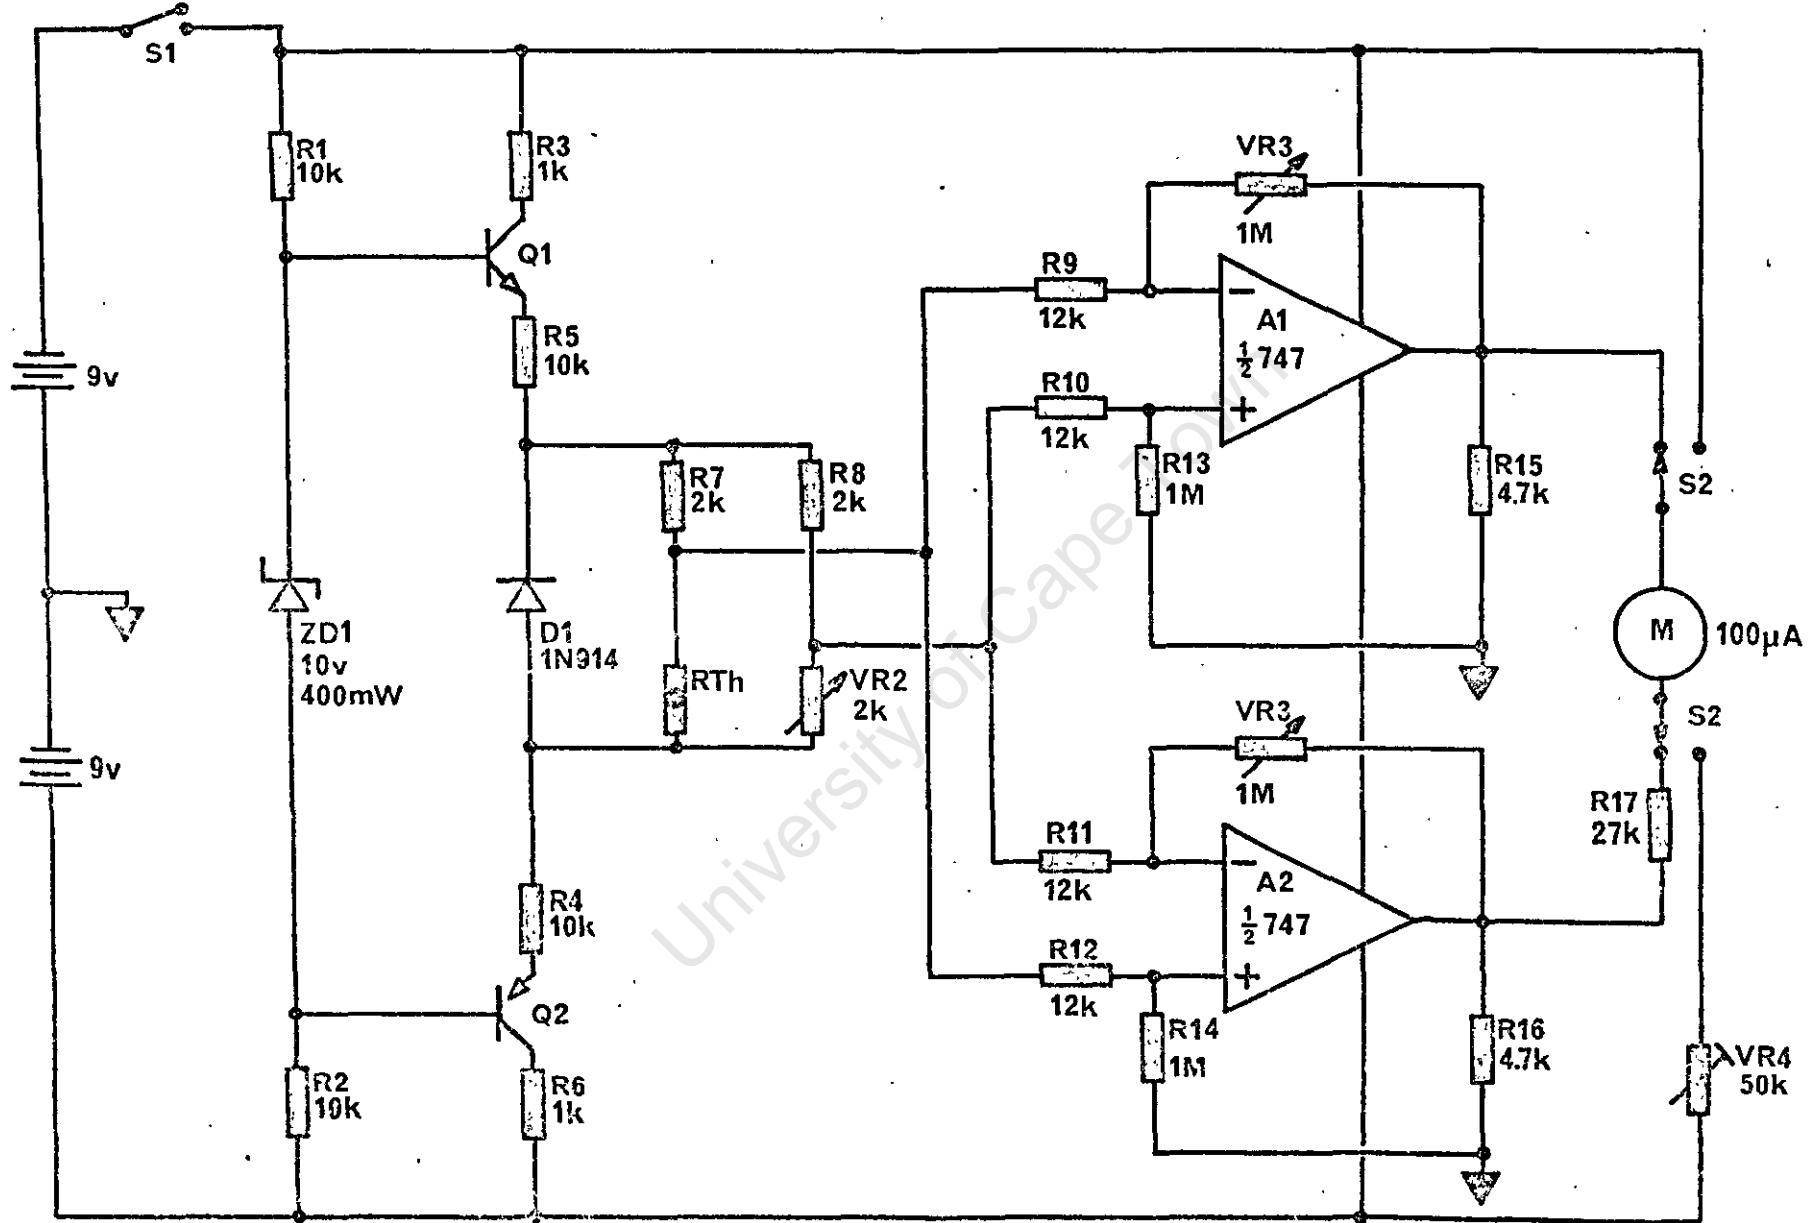 S1
R1
10k
R3
1k
Q1
R5
10k
9v
ZD1
10v
400mW
D1
1N914
R7
2k
R8
2k
RTh
VR2
2k
9v
R4
10k
Q2
R2
10k
R6
1k
VR3
1M
R9
12k
A1
½ 747
R10
12k
R13
1M
R15
4.7k
S2
M
100µA
S2
VR3
1M
R11
12k
A2
½ 747
R12
12k
R14
1M
R16
4.7k
R17
27k
VR4
50k
University of Cape Town